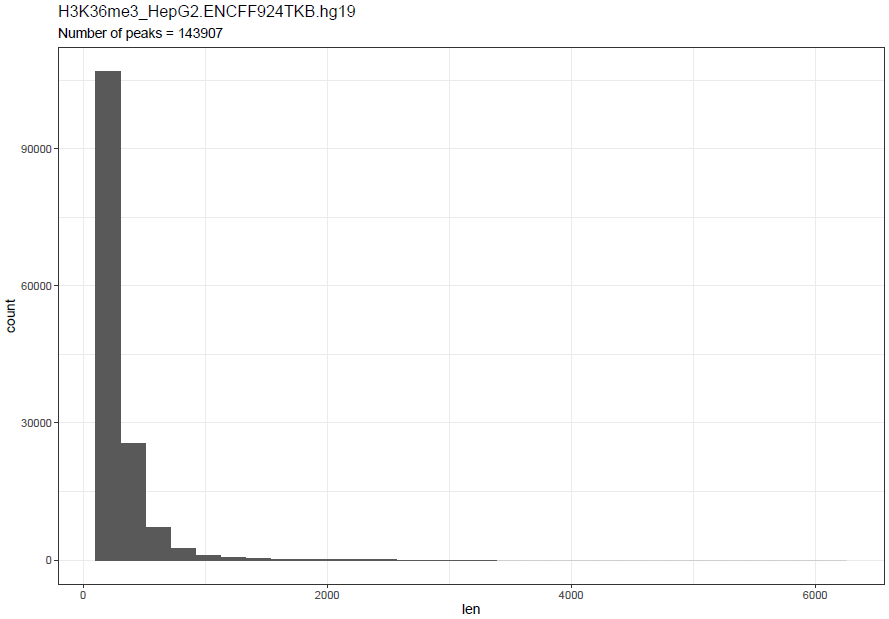 H3K36me3_HepG2.ENCFF924TKB.hg19
Number of peaks = 143907
90000
60000
30000
0
count
0 2000 4000 6000
len